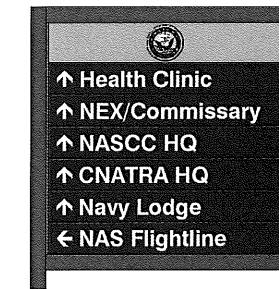 ↑ Health Clinic
↑ NEX/Commissary
↑ NASCC HQ
↑ CNATRA HQ
↑ Navy Lodge
← NAS Flightline